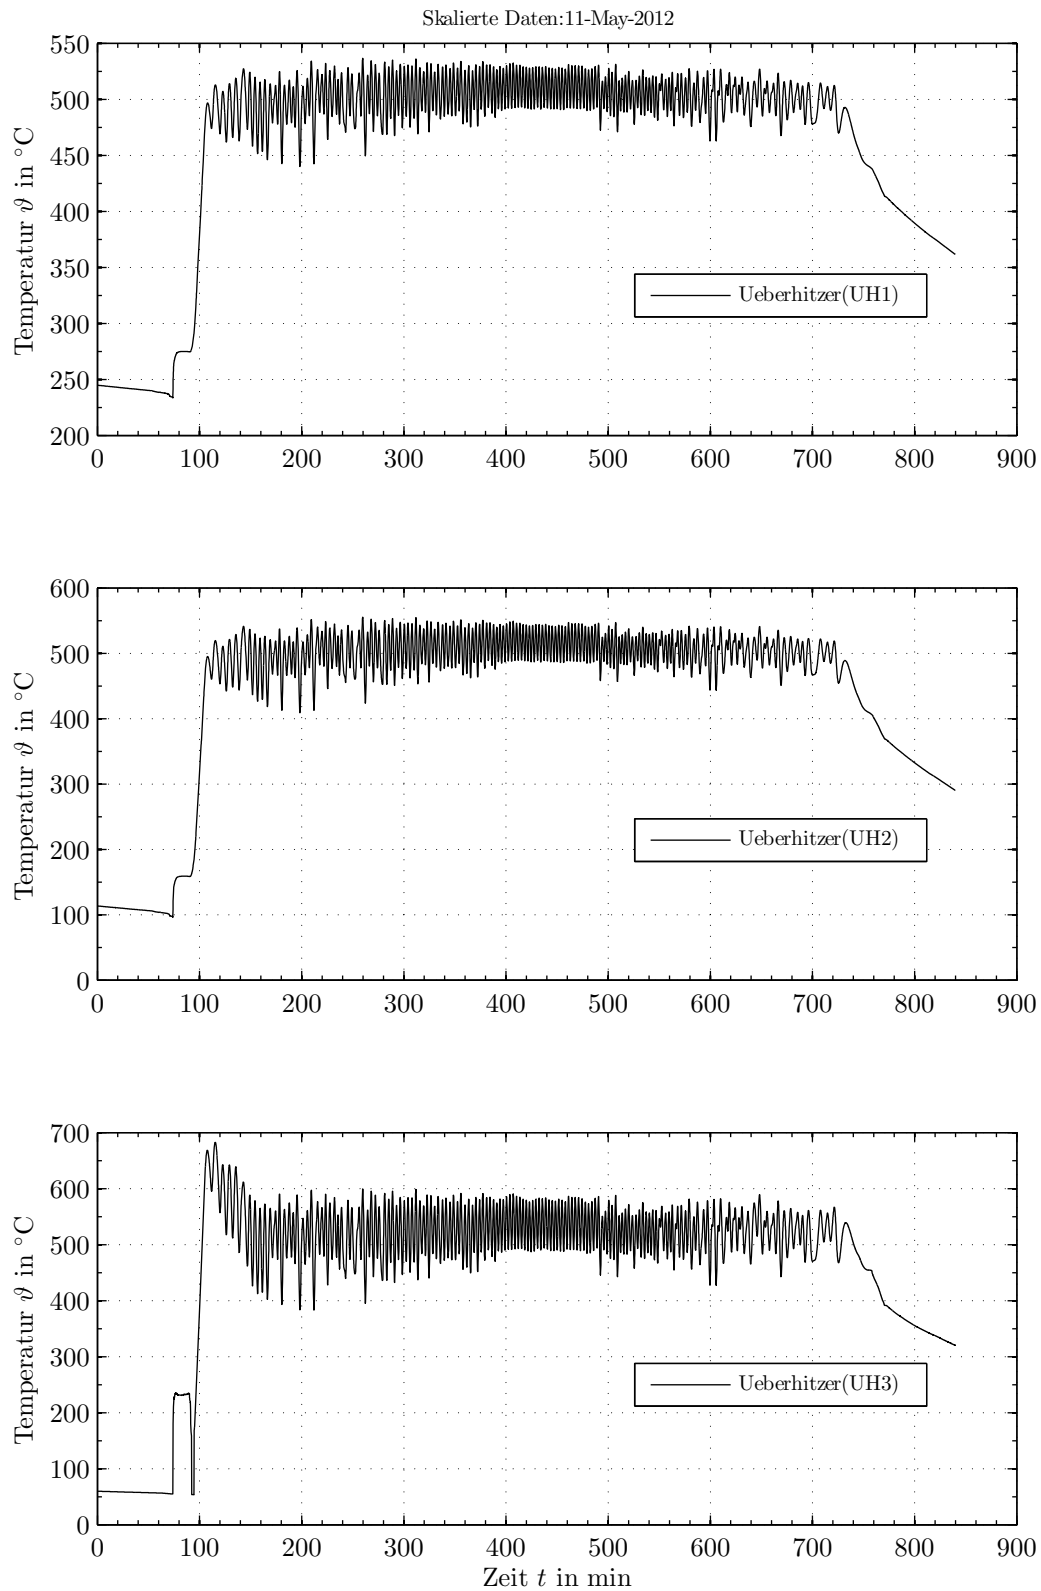 Skalierte Daten:11-May-2012
550
500
450
400
350
300
250
200
Temperatur ϑ in °C
Ueberhitzer(UH1)
0 100 200 300 400 500 600 700 800 900
600
500
400
300
200
100
0
Temperatur ϑ in °C
Ueberhitzer(UH2)
0 100 200 300 400 500 600 700 800 900
700
600
500
400
300
200
100
0
Temperatur ϑ in °C
Ueberhitzer(UH3)
0 100 200 300 400 500 600 700 800 900
Zeit t in min